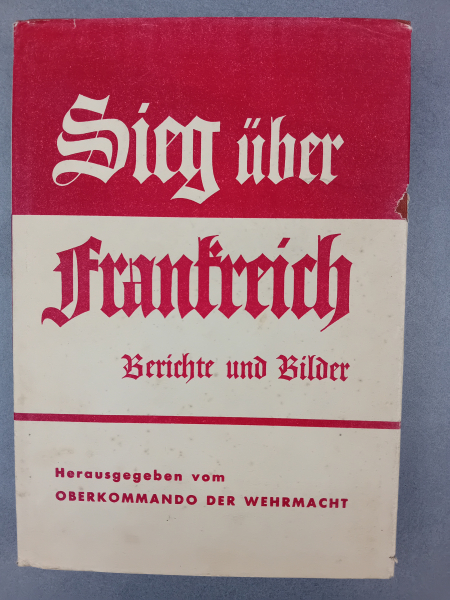 Sieg über
Frankreich
Berichte und Bilder
Herausgegeben vom
OBERKOMMANDO DER WEHRMACHT